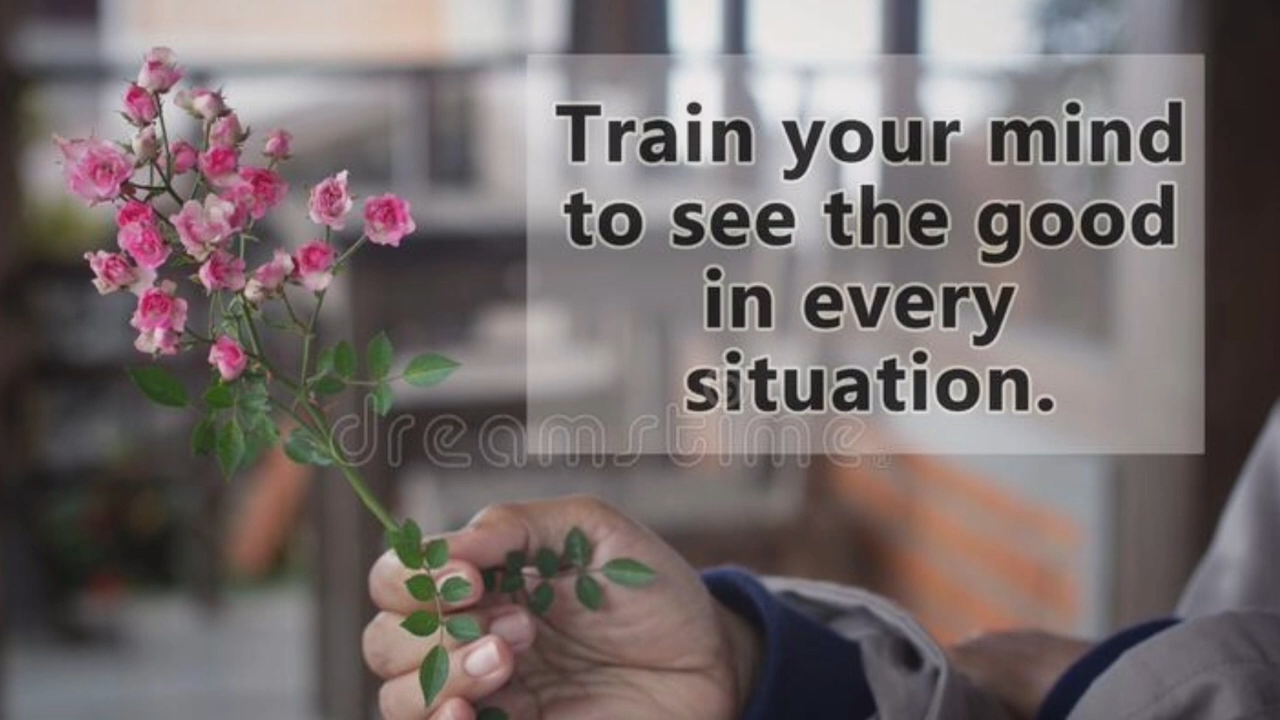 Train your mind
to see the good
in every
situation.
dreamstime.